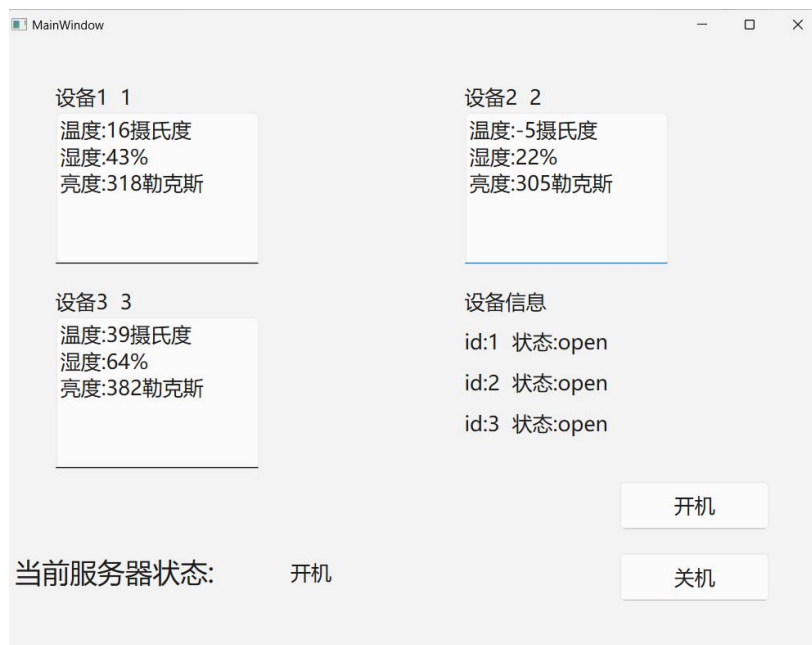 MainWindow
设备1 1
温度:16摄氏度
湿度:43%
亮度:318勒克斯
设备2 2
温度:-5摄氏度
湿度:22%
亮度:305勒克斯
设备3 3
温度:39摄氏度
湿度:64%
亮度:382勒克斯
设备信息
id:1 状态:open
id:2 状态:open
id:3 状态:open
开机
当前服务器状态: 开机
关机